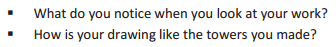 ▪ What do you notice when you look at your work?
▪ How is your drawing like the towers you made?